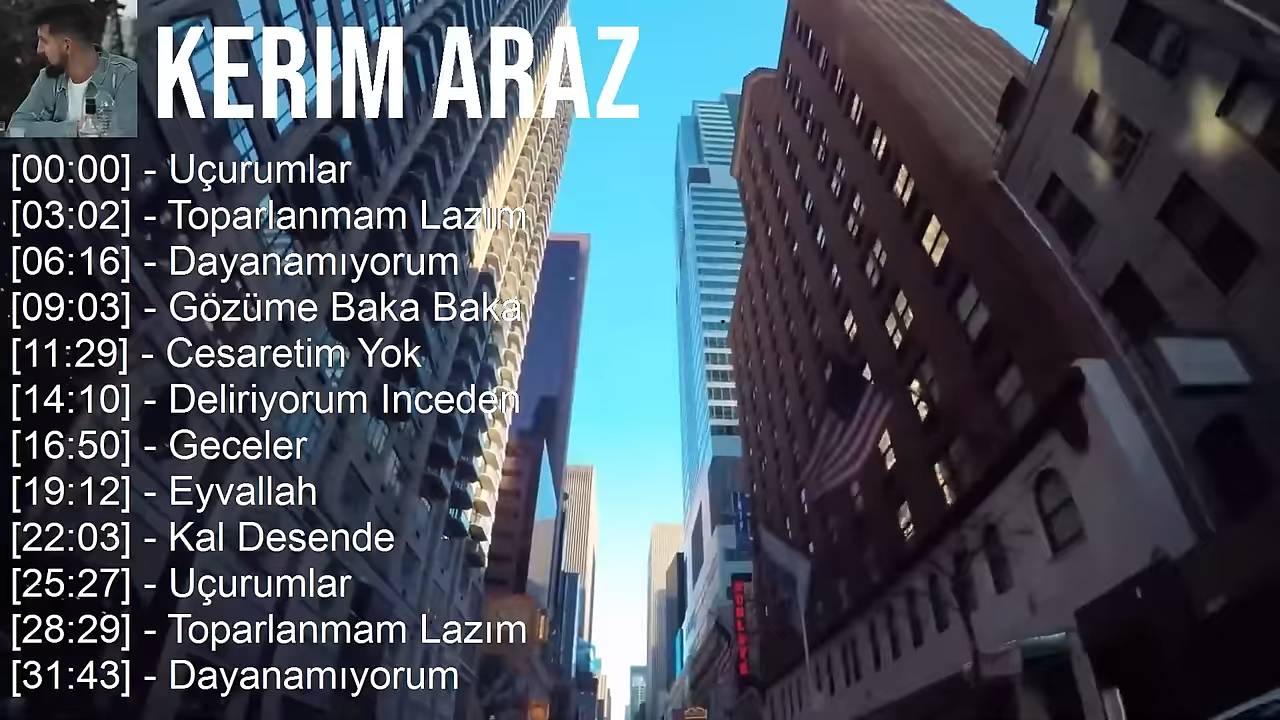 KERIM ARAZ
[00:00] - Uçurumlar
[03:02] - Toparlanmam Lazım
[06:16] - Dayanamıyorum
[09:03] - Gözüme Baka Baka
[11:29] - Cesaretim Yok
[14:10] - Deliriyorum Inceden
[16:50] - Geceler
[19:12] - Eyvallah
[22:03] - Kal Desende
[25:27] - Uçurumlar
[28:29] - Toparlanmam Lazım
[31:43] - Dayanamıyorum